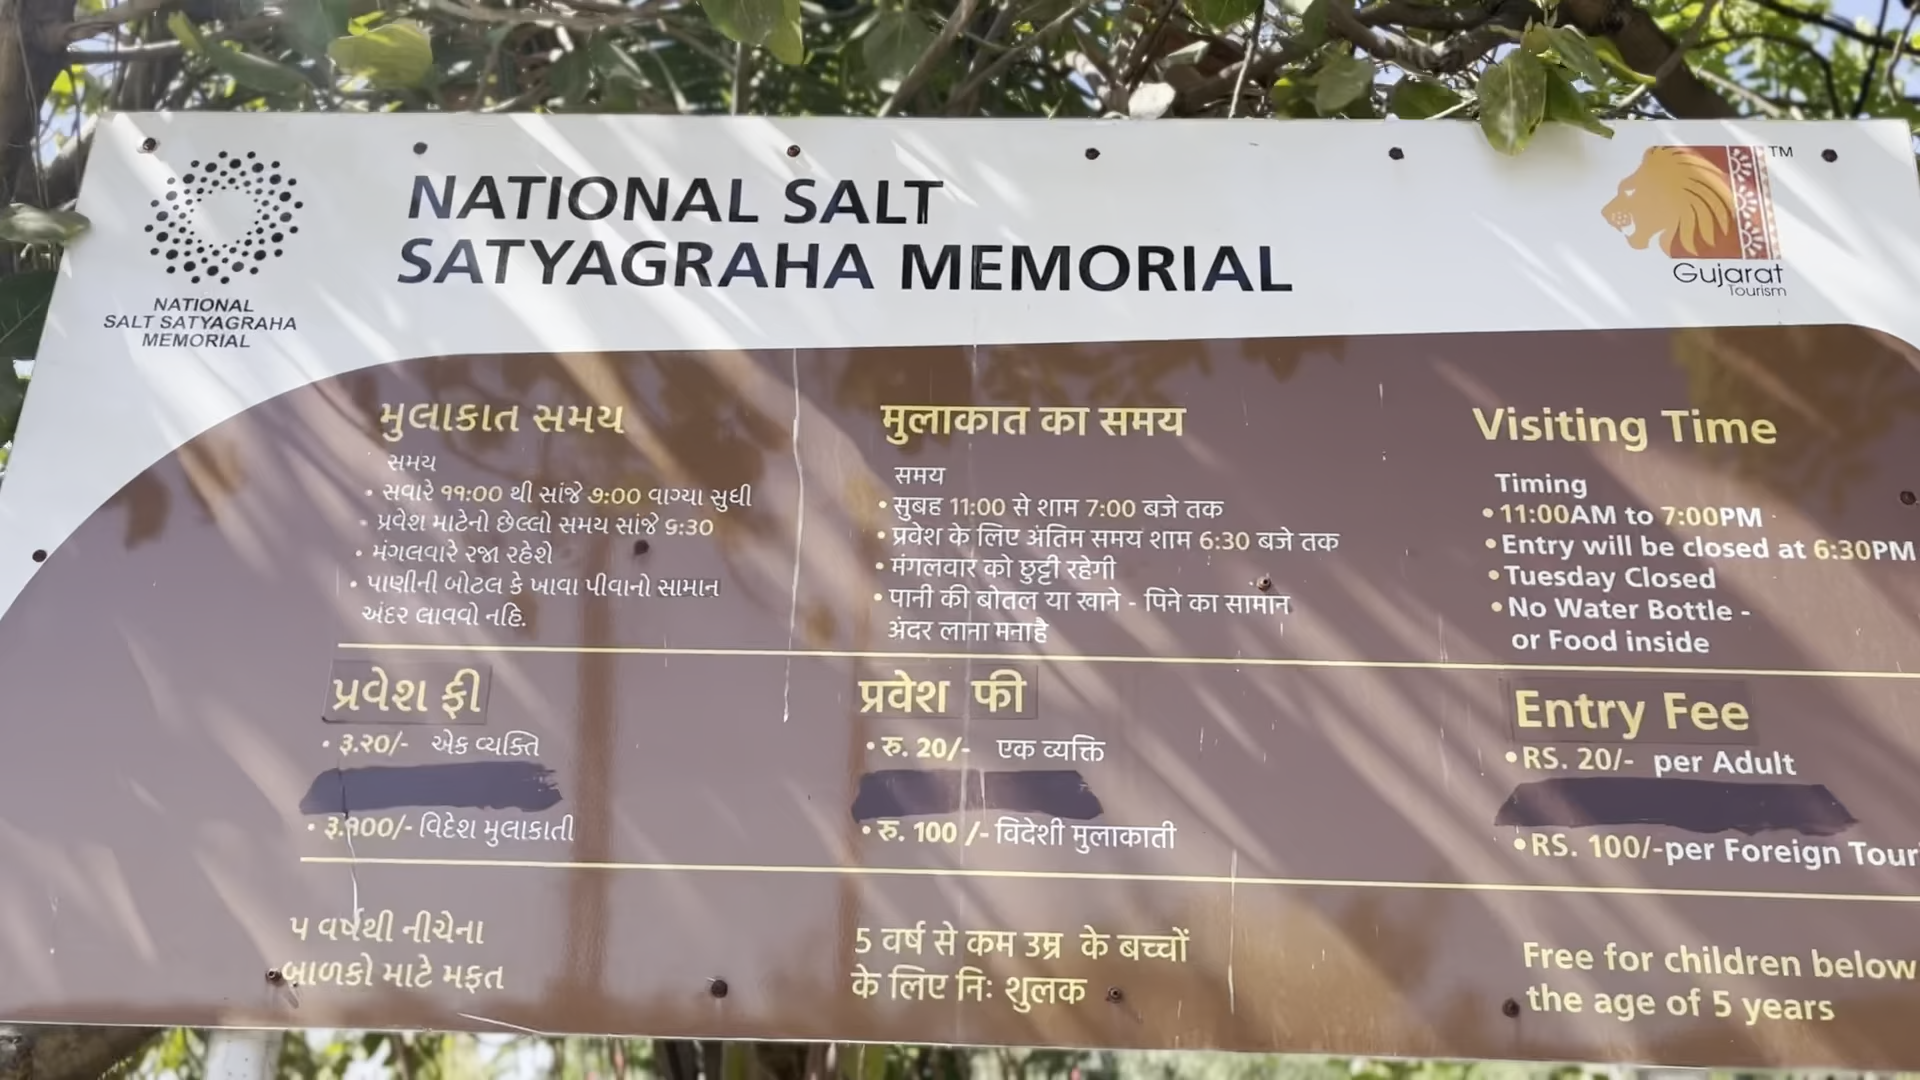 NATIONAL SALT
SATYAGRAHA MEMORIAL
NATIONAL
SALT SATYAGRAHA
MEMORIAL
TM
Gujarat
Tourism
મુલાકાત સમય
સમય
• સવારે ૧૧:00 થી સાંજે ૭:00 વાગ્યા સુધી
• પ્રવેશ માટેનો છેલ્લો સમય સાંજે ૬:30
• મંગલવારે રજા રહેશે
• પાણીની બોટલ કે ખાવા પીવાનો સામાન
અંદર લાવવો નહિ.
પ્રવેશ ફી
• રૂ.૨૦/- એક વ્યક્તિ
• રૂ.૧૦૦/- વિદેશ મુલાકાતી
૫ વર્ષથી નીચેના
બાળકો માટે મફત
मुलाकात का समय
समय
• सुबह 11:00 से शाम 7:00 बजे तक
• प्रवेश के लिए अंतिम समय शाम 6:30 बजे तक
• मंगलवार को छुट्टी रहेगी
• पानी की बोतल या खाने - पिने का सामान
अंदर लाना मनाहै
प्रवेश फी
• रु. 20/- एक व्यक्ति
• रु. 100 /- विदेशी मुलाकाती
5 वर्ष से कम उम्र के बच्चों
के लिए निः शुलक
Visiting Time
Timing
• 11:00AM to 7:00PM
• Entry will be closed at 6:30PM
• Tuesday Closed
• No Water Bottle -
or Food inside
Entry Fee
• RS. 20/- per Adult
• RS. 100/-per Foreign
Free for children below
the age of 5 years